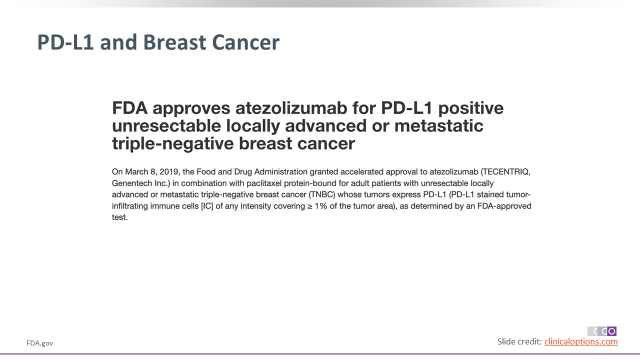 PD-L1 and Breast Cancer
FDA approves atezolizumab for PD-L1 positive
unresectable locally advanced or metastatic
triple-negative breast cancer
On March 8, 2019, the Food and Drug Administration granted accelerated approval to atezolizumab (TECENTRIQ,
Genentech Inc.) in combination with paclitaxel protein-bound for adult patients with unresectable locally
advanced or metastatic triple-negative breast cancer (TNBC) whose tumors express PD-L1 (PD-L1 stained tumor-
infiltrating immune cells [IC] of any intensity covering ≥ 1% of the tumor area), as determined by an FDA-approved
test.
CCO
FDA.gov
Slide credit: clinicaloptions.com